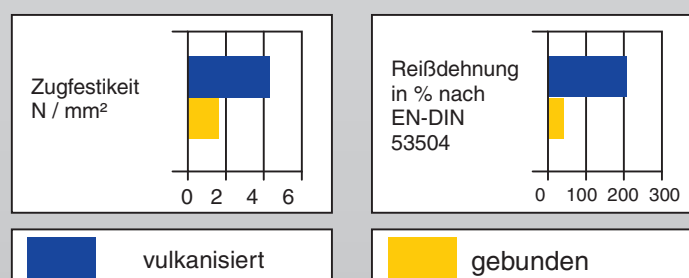 Zugfestikeit
N / mm²
0 2 4 6
Reißdehnung
in % nach
EN-DIN
53504
0 100 200 300
vulkanisiert
gebunden